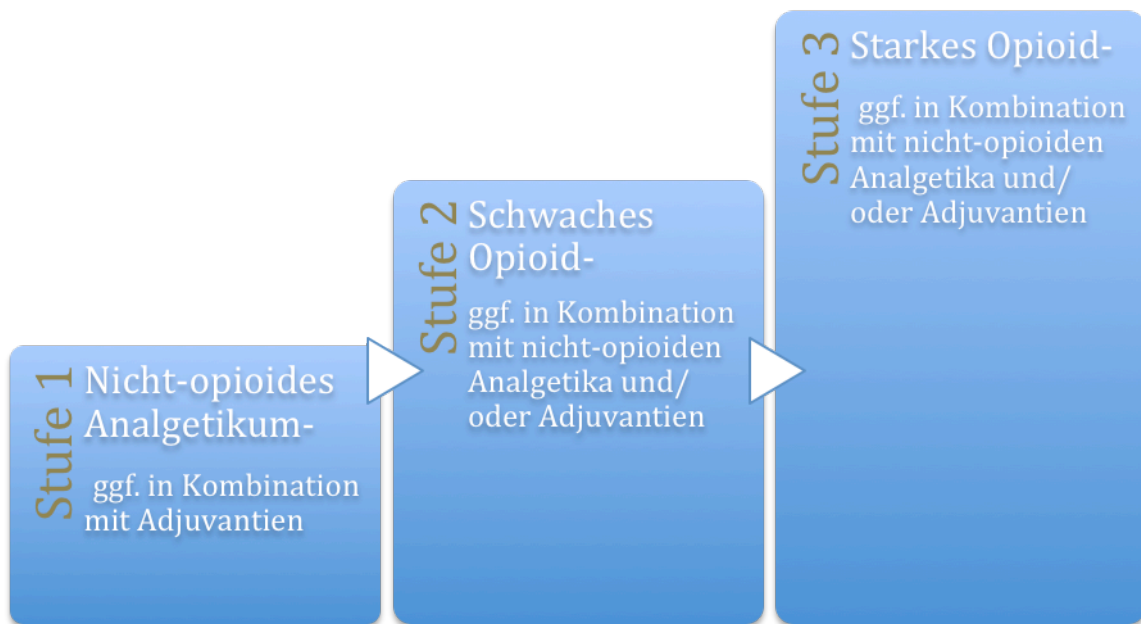 Stufe 1
Nicht-opioides
Analgetikum-
ggf. in Kombination
mit Adjuvantien
Stufe 2
Schwaches
Opioid-
ggf. in Kombination
mit nicht-opioiden
Analgetika und/
oder Adjuvantien
Stufe 3
Starkes Opioid-
ggf. in Kombination
mit nicht-opioiden
Analgetika und/
oder Adjuvantien